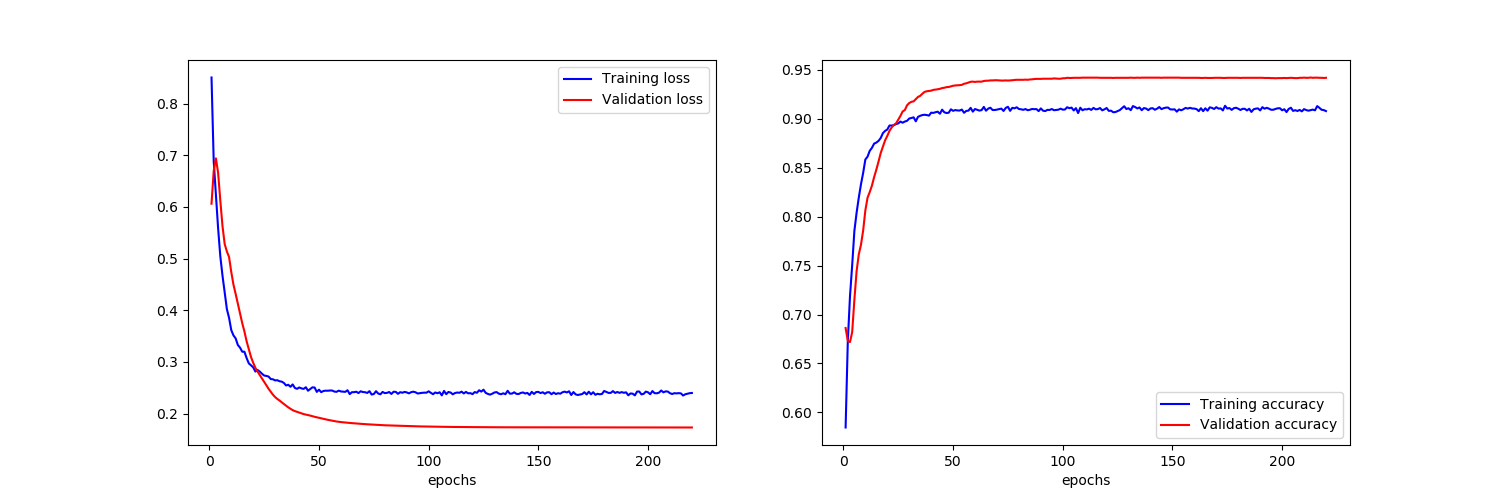 Training loss
Validation loss
0.8
0.7
0.6
0.5
0.4
0.3
0.2
0 50 100 150 200
epochs
0.95
0.90
0.85
0.80
0.75
0.70
0.65
0.60
Training accuracy
Validation accuracy
0 50 100 150 200
epochs